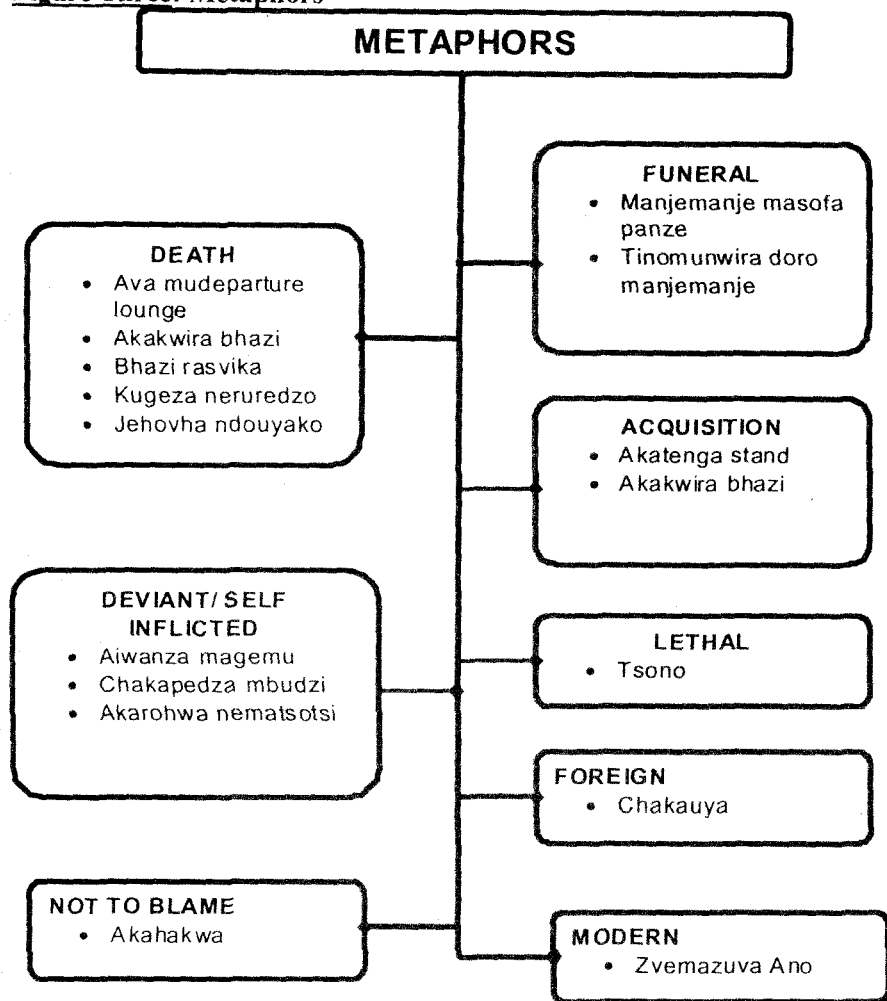 Metaphors
METAPHORS
FUNERAL
• Manjemanje masofa
panze
• Tinomunwira doro
manjemanje
DEATH
• Ava mudeparture
lounge
• Akakwira bhazi
• Bhazi rasvika
• Kugeza neruredzo
• Jehovha ndouyako
ACQUISITION
• Akatenga stand
• Akakwira bhazi
DEVIANT/ SELF
INFLICTED
• Aiwanza magemu
• Chakapedza mbudzi
• Akarohwa nematsotsi
LETHAL
• Tsono
FOREIGN
• Chakauya
NOT TO BLAME
• Akahakwa
MODERN
• Zvemazuva Ano